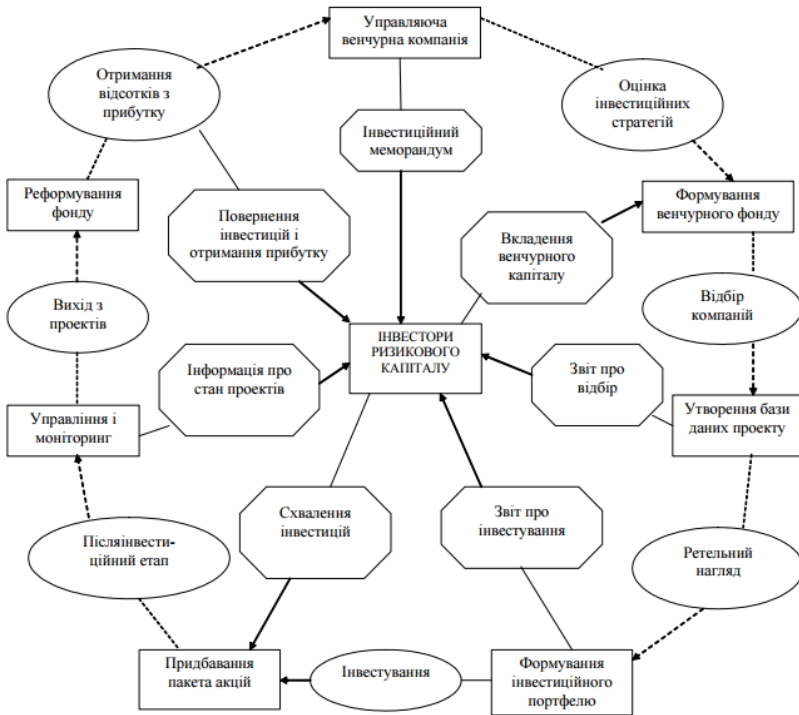 Управляюча
венчурна компанія
Отримання
відсотків з
прибутку
Оцінка
інвестиційних
стратегій
Інвестиційний
меморандум
Реформування
фонду
Повернення
інвестицій і
отримання прибутку
Вкладення
венчурного
капіталу
Формування
венчурного фонду
Вихід з
проектів
Відбір
компаній
ІНВЕСТОРИ
РИЗИКОВОГО
КАПІТАЛУ
Інформація про
стан проектів
Звіт про
відбір
Управління і
моніторинг
Утворення бази
даних проекту
Схвалення
інвестицій
Звіт про
інвестування
Післяінвести-
ційний етап
Ретельний
нагляд
Придбавання
пакета акцій
Інвестування
Формування
інвестиційного
портфелю